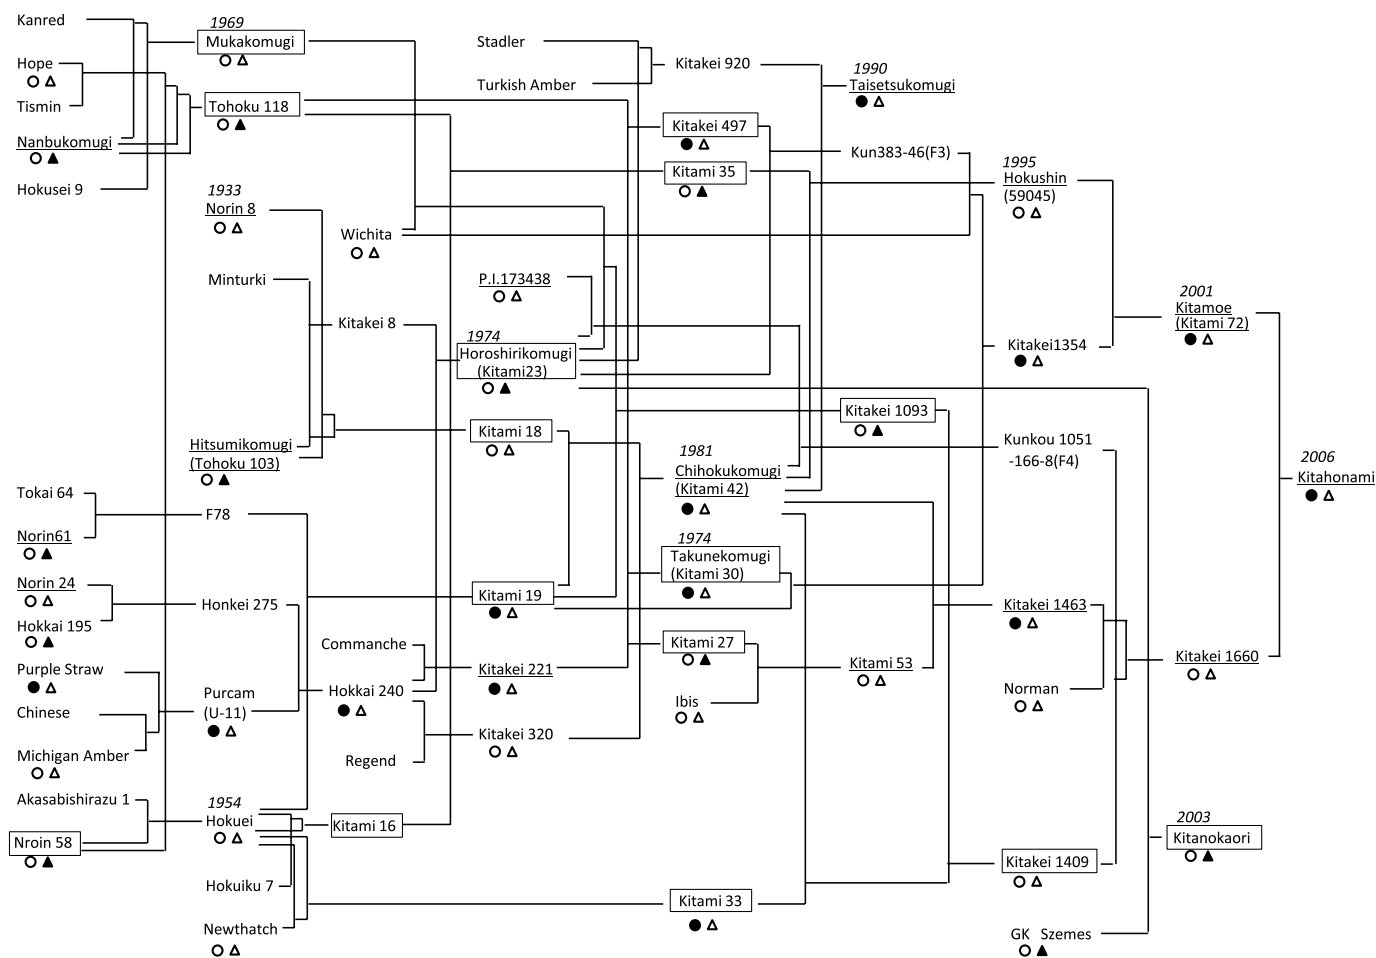 Kanred
Hope
Tismin
Nanbukomugi
Hokusei 9
1969
Mukakomugi
Tohoku 118
1933
Norin 8
Minturki
Hitsumikomugi
(Tohoku 103)
Tokai 64
Norin61
Norin 24
Hokkai 195
Purple Straw
Chinese
Michigan Amber
Akasabishirazu 1
Nroin 58
F78
Honkei 275
Purcam
(U-11)
1954
Hokuei
Hokuiku 7
Newthatch
Wichita
Kitakei 8
Commanche
Hokkai 240
Regend
Kitami 16
Stadler
Turkish Amber
P.I.173438
1974
Horoshirikomugi
(Kitami23)
Kitami 18
Kitami 19
Kitakei 221
Kitakei 320
Kitakei 920
Kitakei 497
Kitami 35
1981
Chihokukomugi
(Kitami 42)
1974
Takunekomugi
(Kitami 30)
Kitami 27
Ibis
Kitami 33
1990
Taisetsukomugi
Kun383-46(F3)
Kitakei 1093
Kitami 53
1995
Hokushin
(59045)
Kitakei1354
Kunkou 1051
-166-8(F4)
Kitakei 1463
Norman
Kitakei 1409
GK Szemes
2001
Kitamoe
(Kitami 72)
Kitakei 1660
2003
Kitanokaori
2006
Kitahonami